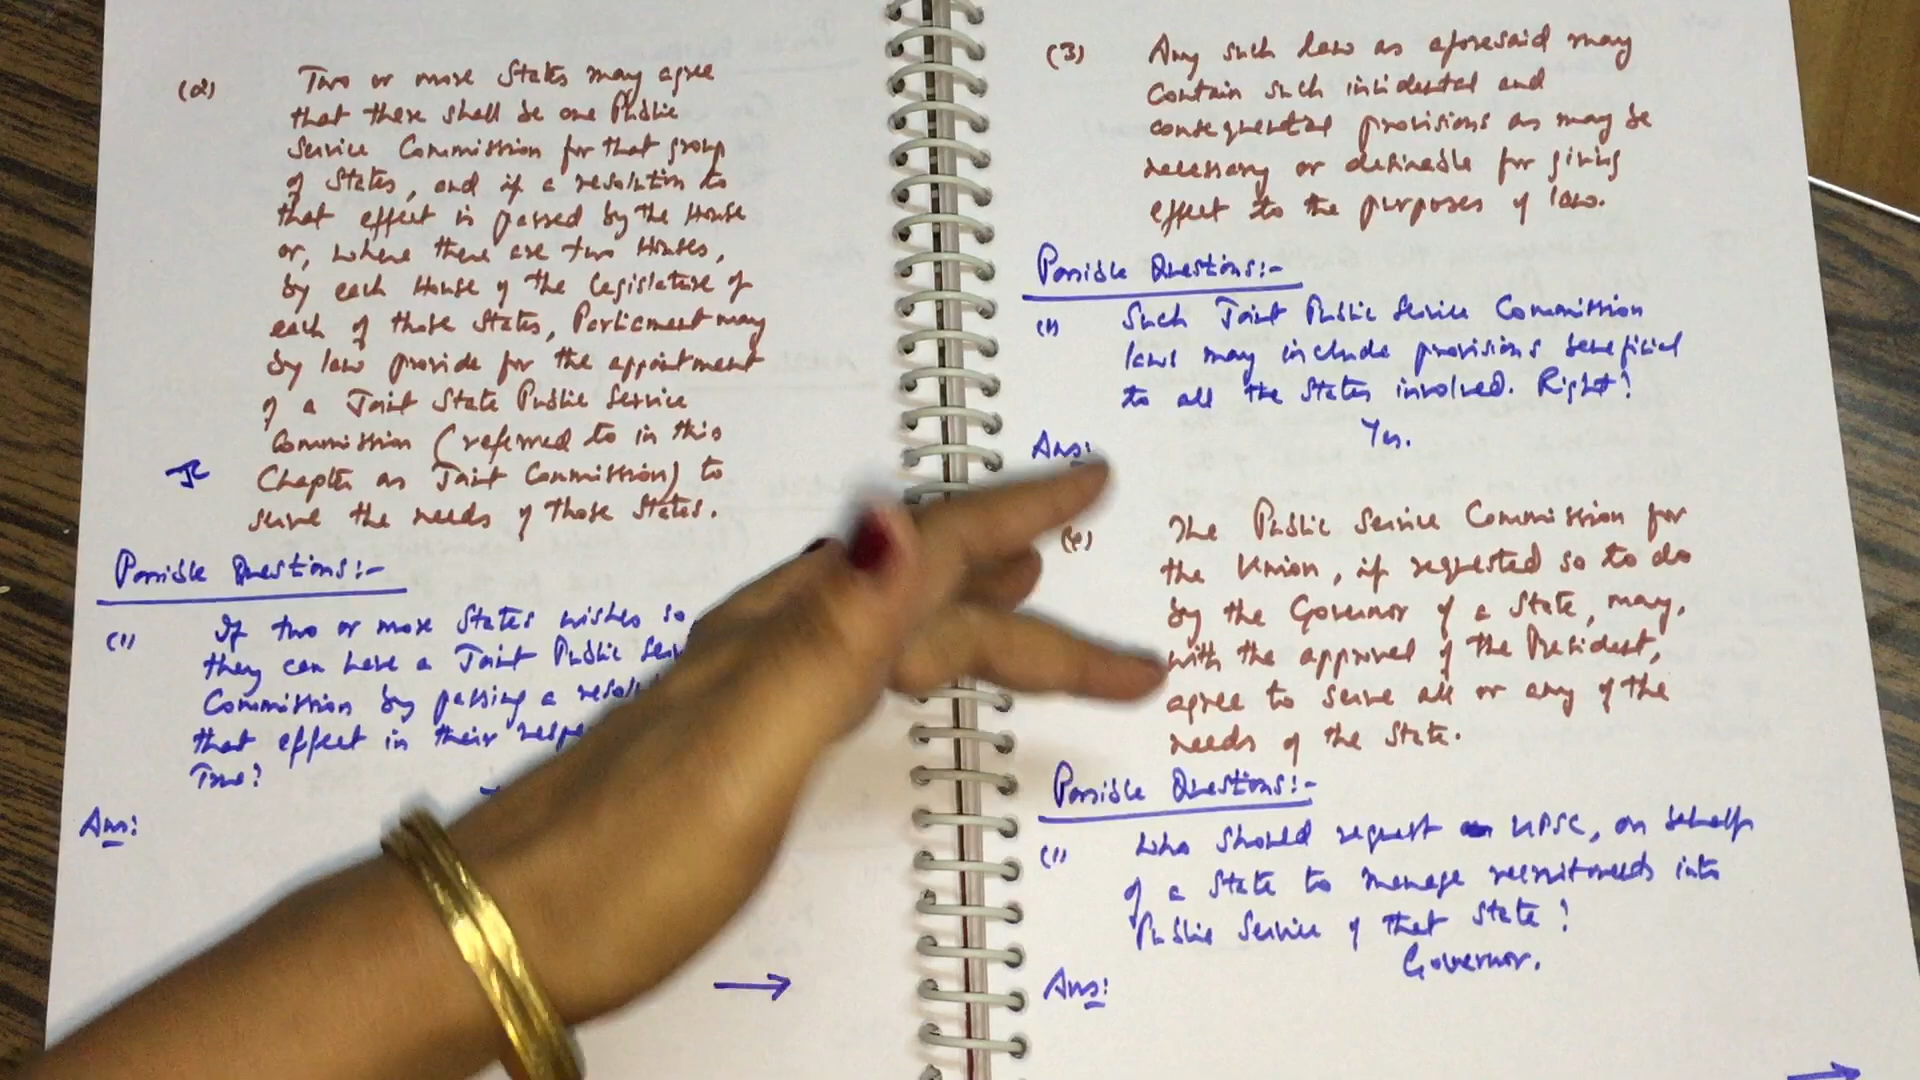 (2) Two or more States may agree
that there shall be one Public
Service Commission for that group
of States, and if a resolution to
that effect is passed by the House
or, where there are two Houses,
by each House of the Legislature of
each of those States, Parliament may
by law provide for the appointment
of a Joint State Public Service
Commission (referred to in this
Chapter as Joint Commission) to
serve the needs of those States.
Possible Questions:-
(1) If two or more States wishes so
they can have a Joint Public
Commission by passing a
that effect in their
True?
Ans:
(3) Any such law as aforesaid may
contain such incidental and
consequential provisions as may be
necessary or desirable for giving
effect to the purposes of law.
Possible Questions:-
(1) Such Joint Public Service Commission
laws may include provisions beneficial
to all the States involved. Right?
Yes.
Ans:
(4) The Public Service Commission for
the Union, if requested so to do
by the Governor of a State, may,
with the approval of the President,
agree to serve all or any of the
needs of the State.
Possible Questions:-
(1) Who should request UPSC, on behalf
of a State to manage recruitments into
Public Service of that State?
Governor.
Ans: